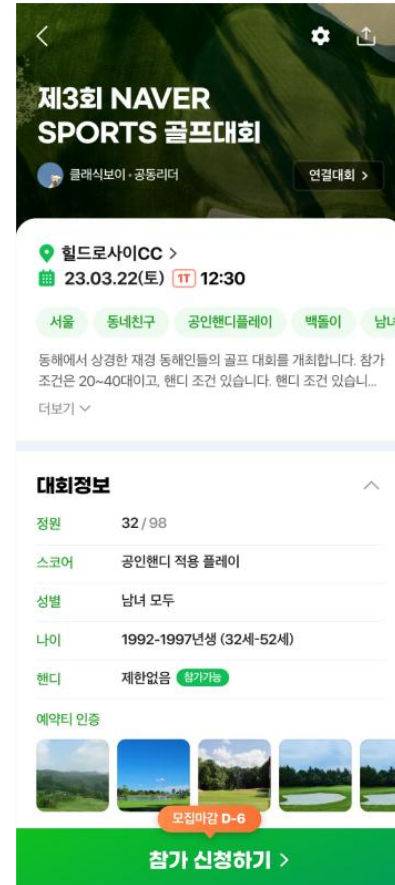 제3회 NAVER
SPORTS 골프대회
클래식보이 • 공동리더
연결대회 >
힐드로사이CC >
23.03.22(토) 1T 12:30
서울 동네친구 공인핸디플레이 백돌이 남녀
동해에서 상경한 재경 동해인들의 골프 대회를 개최합니다. 참가
조건은 20~40대이고, 핸디 조건 있습니다. 핸디 조건 있습니...
더보기
대회정보
정원 32 / 98
스코어 공인핸디 적용 플레이
성별 남녀 모두
나이 1992-1997년생 (32세-52세)
핸디 제한없음 참가가능
예약티 인증
모집마감 D-6
참가 신청하기 >